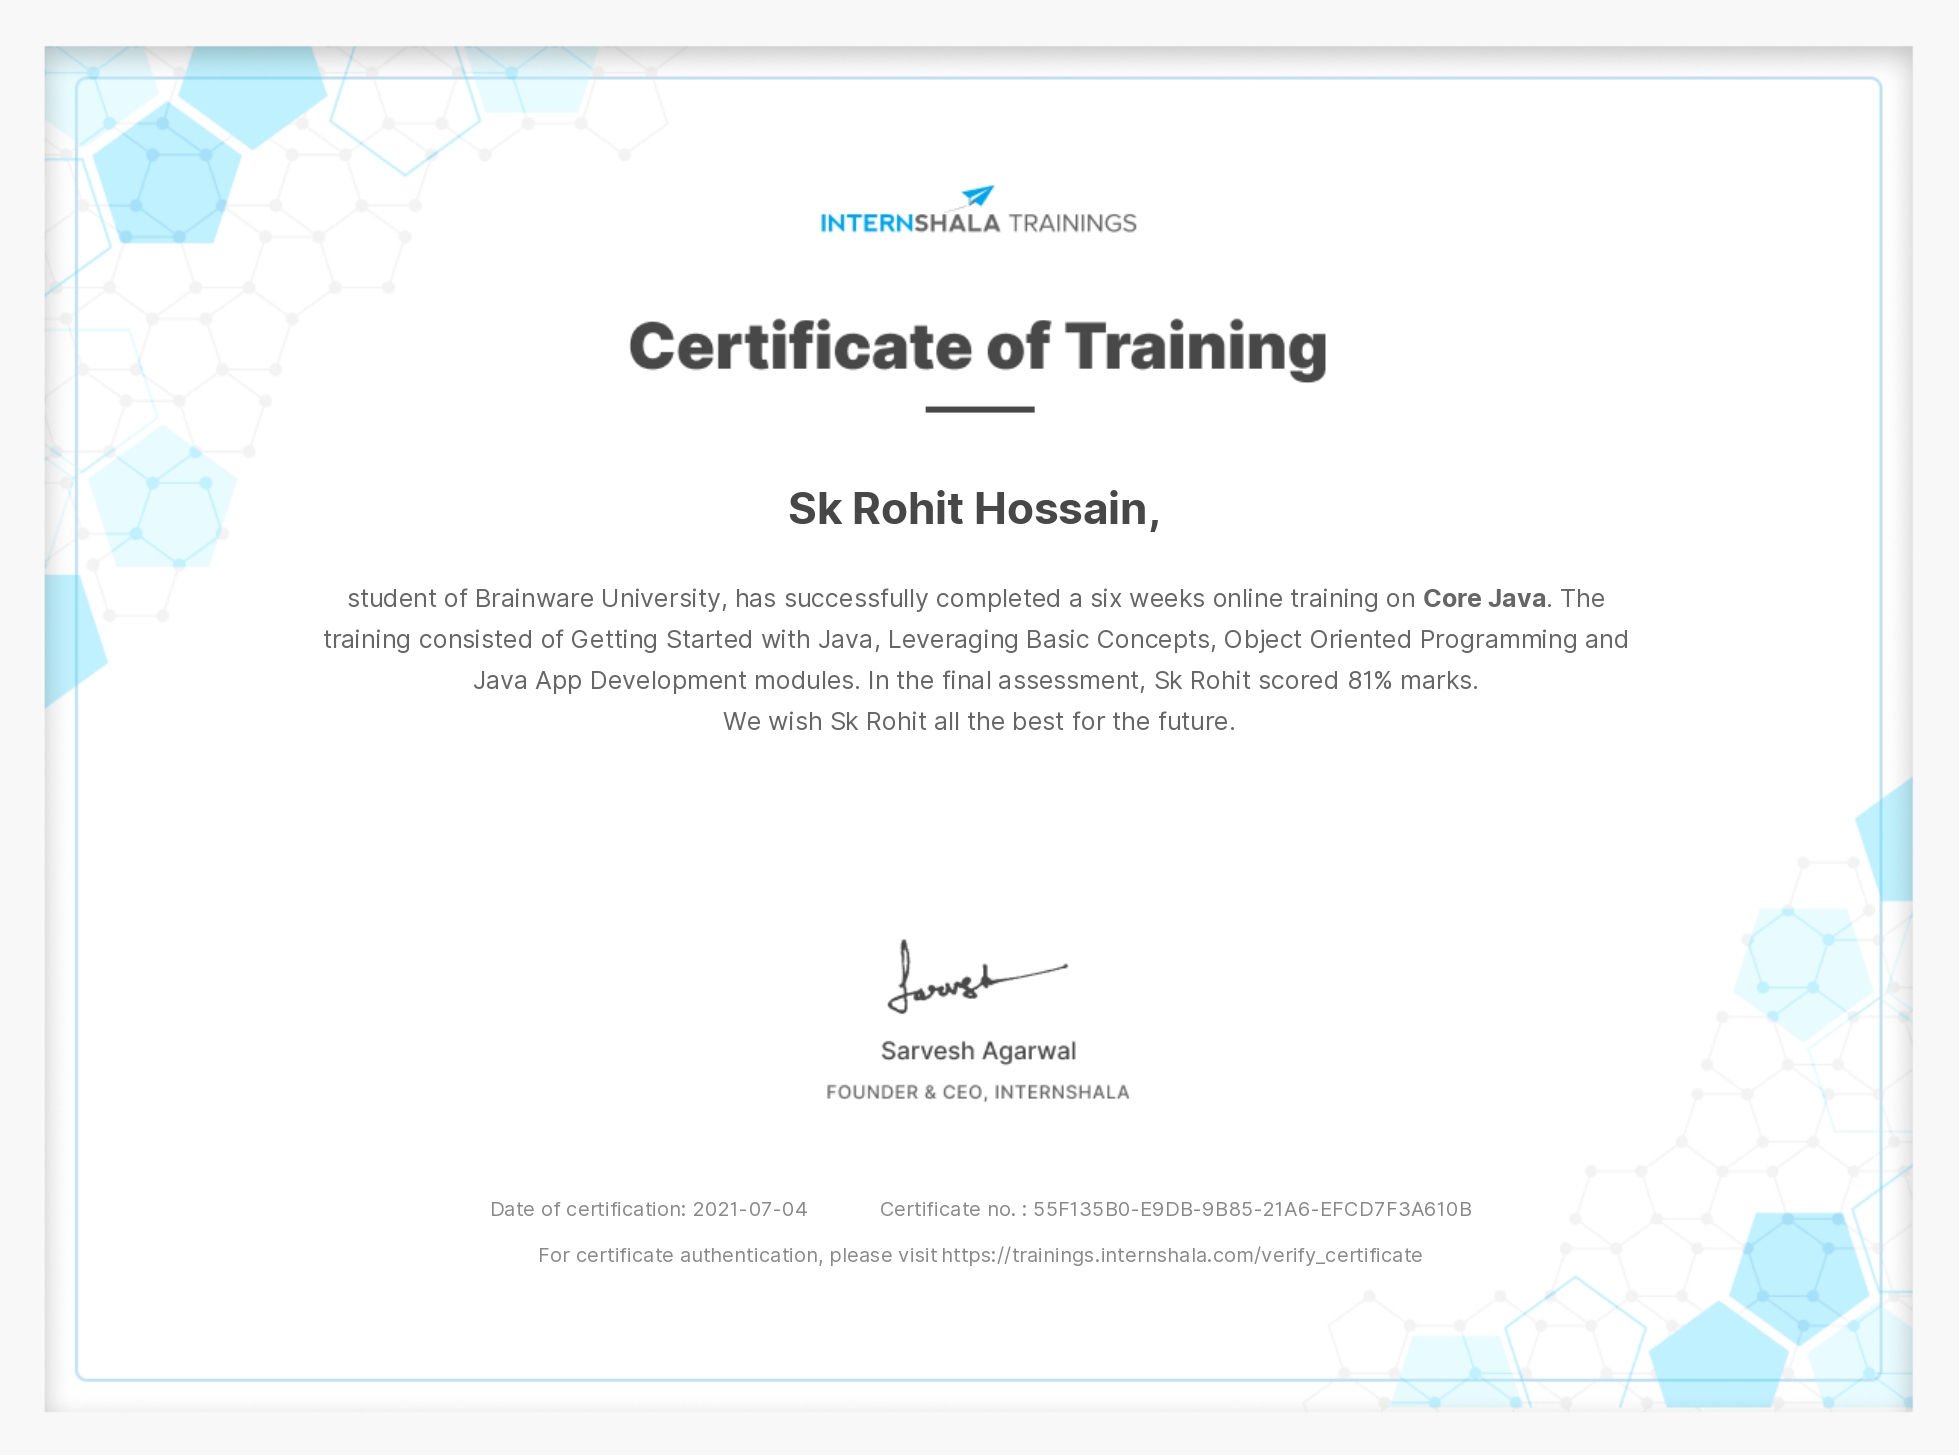 INTERNSHALA TRAININGS
Certificate of Training
Sk Rohit Hossain,
student of Brainware University, has successfully completed a six weeks online training on Core Java. The
training consisted of Getting Started with Java, Leveraging Basic Concepts, Object Oriented Programming and
Java App Development modules. In the final assessment, Sk Rohit scored 81% marks.
We wish Sk Rohit all the best for the future.
Sarvesh
Sarvesh Agarwal
FOUNDER & CEO, INTERNSHALA
Date of certification: 2021-07-04 Certificate no. : 55F135B0-E9DB-9B85-21A6-EFCD7F3A610B
For certificate authentication, please visit https://trainings.internshala.com/verify_certificate